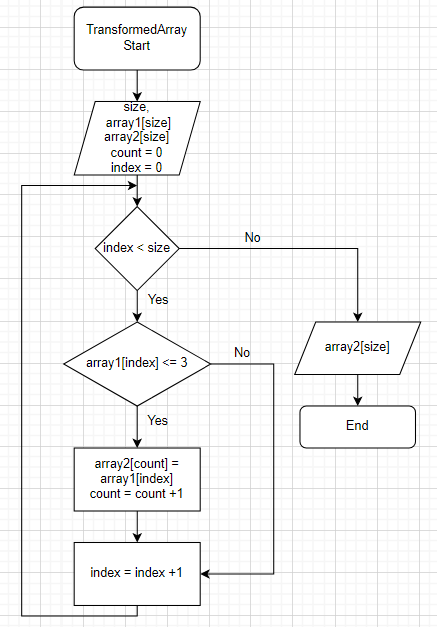 TransformedArray
Start
size,
array1[size]
array2[size]
count = 0
index = 0
index < size
No
Yes
array2[size]
array1[index] <= 3
No
Yes
End
array2[count] =
array1[index]
count = count +1
index = index +1